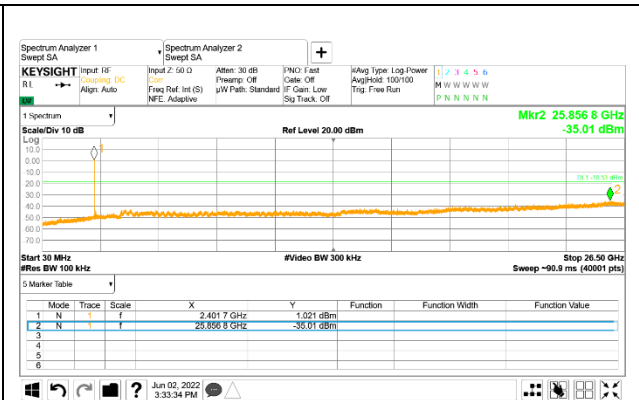 Spectrum Analyzer 1
Swept SA
Spectrum Analyzer 2
Swept SA
KEYSIGHT
RL
Input: RF
Coupling: DC
Align: Auto
Input Z: 50 Ω
Corr
Freq Ref: Int (S)
NFE: Adaptive
Atten: 30 dB
Preamp: Off
µW Path: Standard
PNO: Fast
Gate: Off
IF Gain: Low
Sig Track: Off
#Avg Type: Log-Power
Avg|Hold: 100/100
Trig: Free Run
1 2 3 4 5 6
M W W W W W
P N N N N N
1 Spectrum
Scale/Div 10 dB
Ref Level 20.00 dBm
Mkr2 25.856 8 GHz
-35.01 dBm
Log
10.0
0.00
10.0
20.0
30.0
40.0
50.0
60.0
70.0
1
2
Start 30 MHz
#Res BW 100 kHz
#Video BW 300 kHz
Stop 26.50 GHz
Sweep ~90.9 ms (40001 pts)
5 Marker Table
Mode Trace Scale X Y Function Function Width Function Value
1 N 1 f 2.401 7 GHz 1.021 dBm
2 N 1 f 25.856 8 GHz -35.01 dBm
3
4
5
6
?
Jun 02, 2022
3:33:34 PM